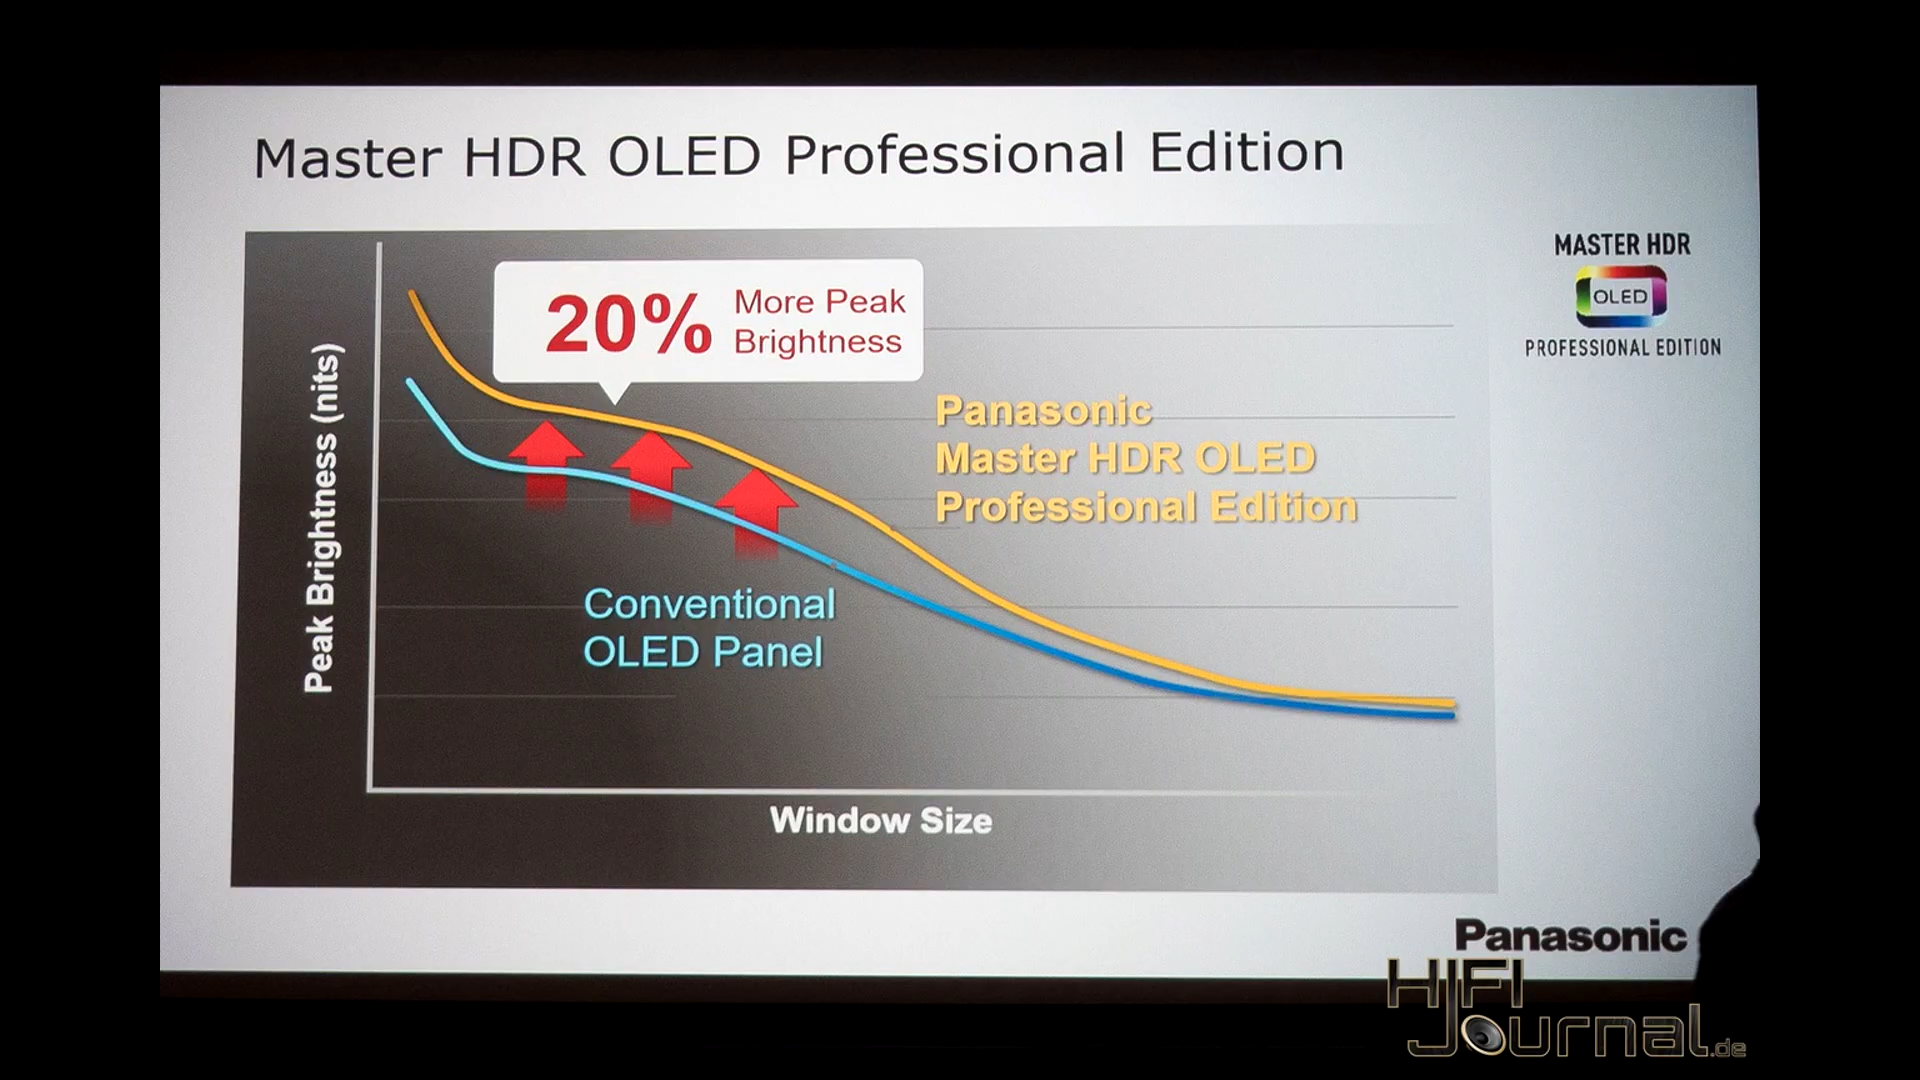 Master HDR OLED Professional Edition
MASTER HDR
OLED
PROFESSIONAL EDITION
20%
More Peak
Brightness
Panasonic
Master HDR OLED
Professional Edition
Conventional
OLED Panel
Peak Brightness (nits)
Window Size
Panasonic
HIFI
Journal.de